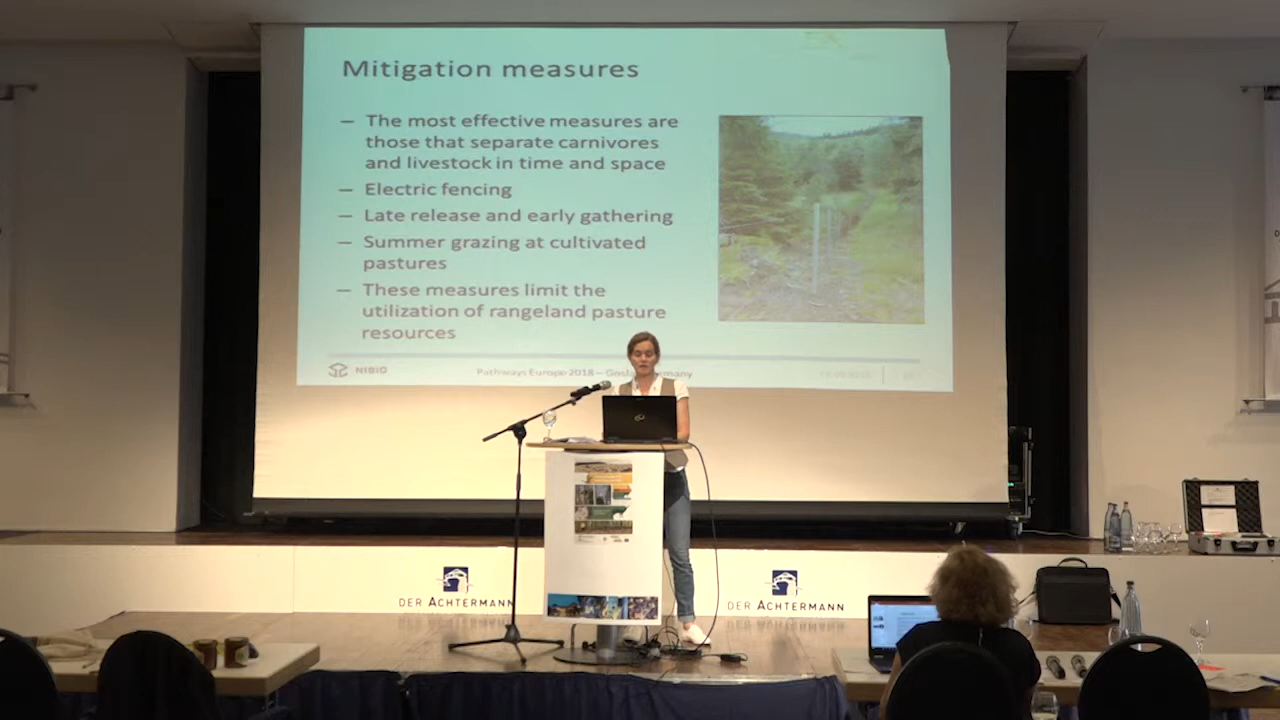 Mitigation measures
– The most effective measures are
those that separate carnivores
and livestock in time and space
– Electric fencing
– Late release and early gathering
– Summer grazing at cultivated
pastures
– These measures limit the
utilization of rangeland pasture
resources
NIBIO
Pathways Europe 2018 –
DER ACHTERMANN
DER ACHTERMANN